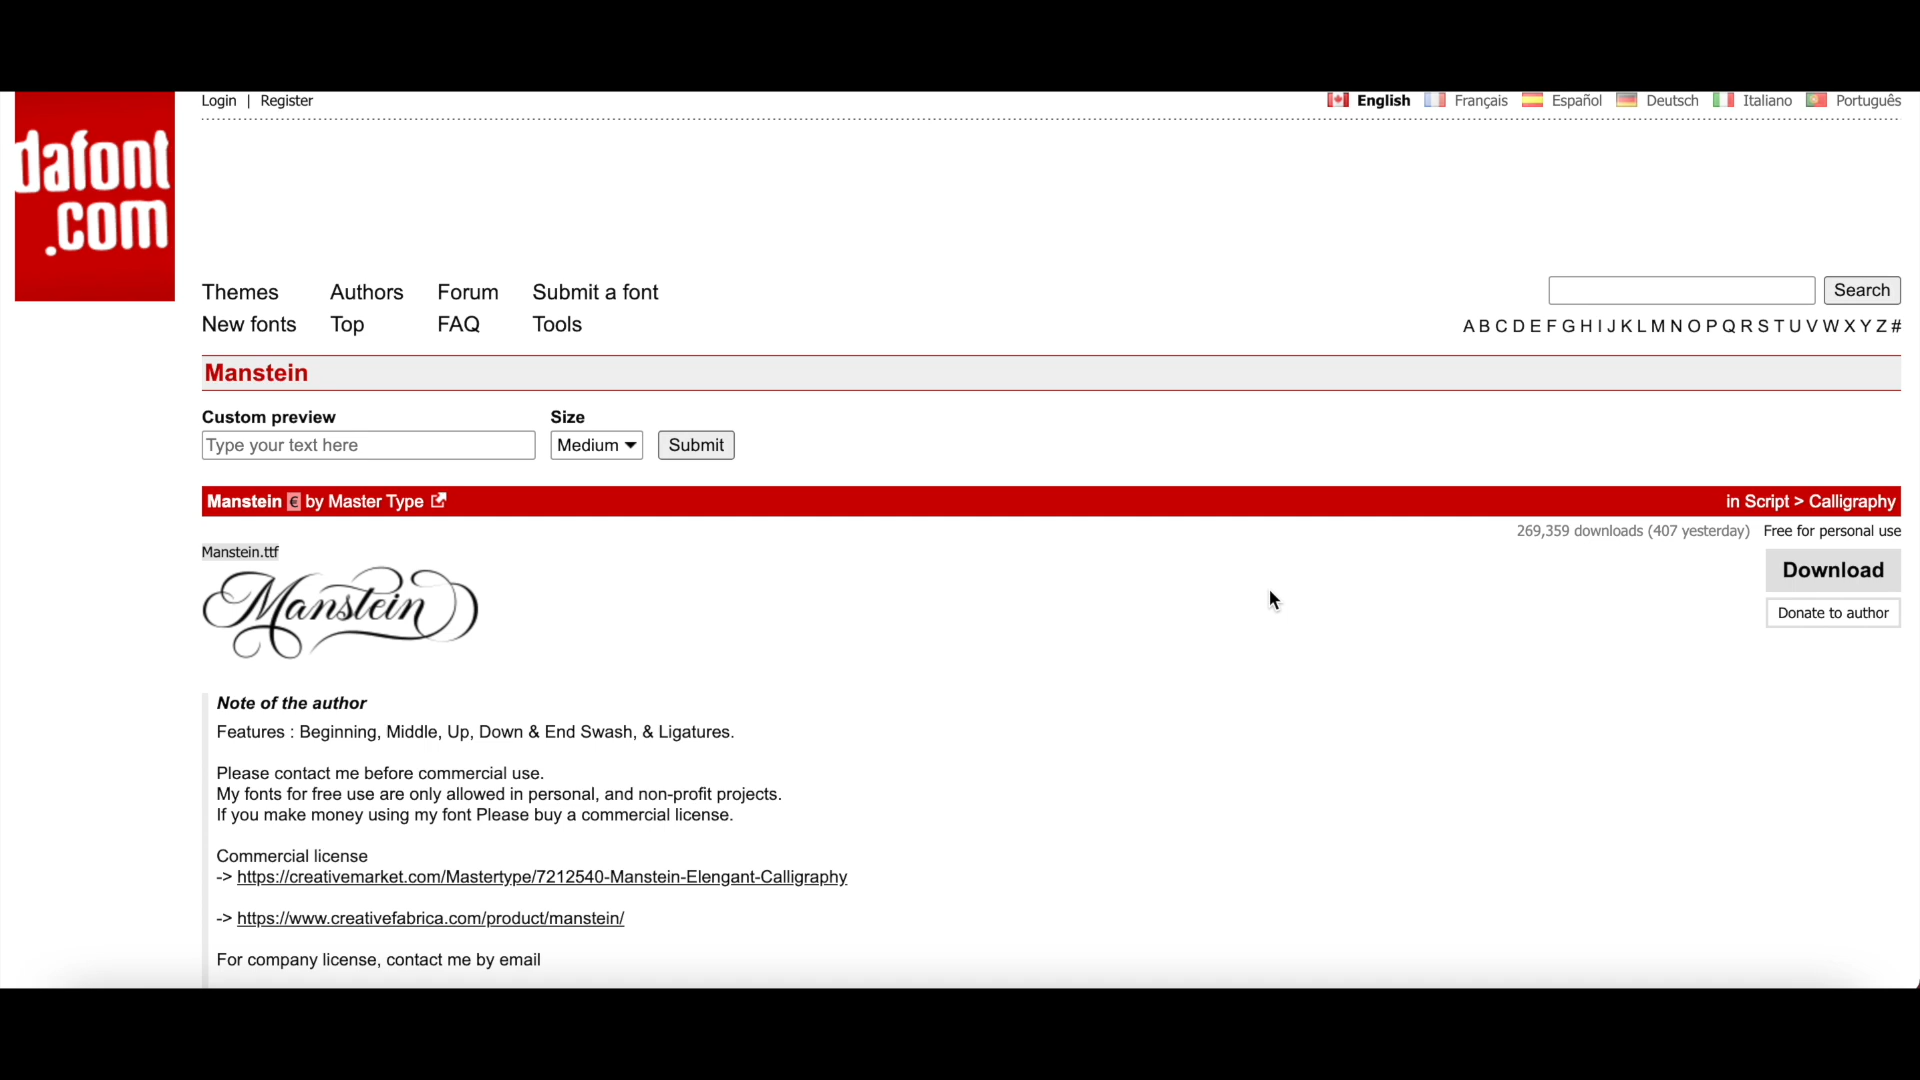 dafont
.com
Login | Register
English Français Español Deutsch Italiano Português
Themes Authors Forum Submit a font
New fonts Top FAQ Tools
Search
A B C D E F G H I J K L M N O P Q R S T U V W X Y Z #
Manstein
Custom preview Size
Type your text here Medium Submit
Manstein € by Master Type in Script > Calligraphy
269,359 downloads (407 yesterday) Free for personal use
Manstein.ttf
Download
Manstein
Donate to author
Note of the author
Features : Beginning, Middle, Up, Down & End Swash, & Ligatures.
Please contact me before commercial use.
My fonts for free use are only allowed in personal, and non-profit projects.
If you make money using my font Please buy a commercial license.
Commercial license
-> https://creativemarket.com/Mastertype/7212540-Manstein-Elengant-Calligraphy
-> https://www.creativefabrica.com/product/manstein/
For company license, contact me by email